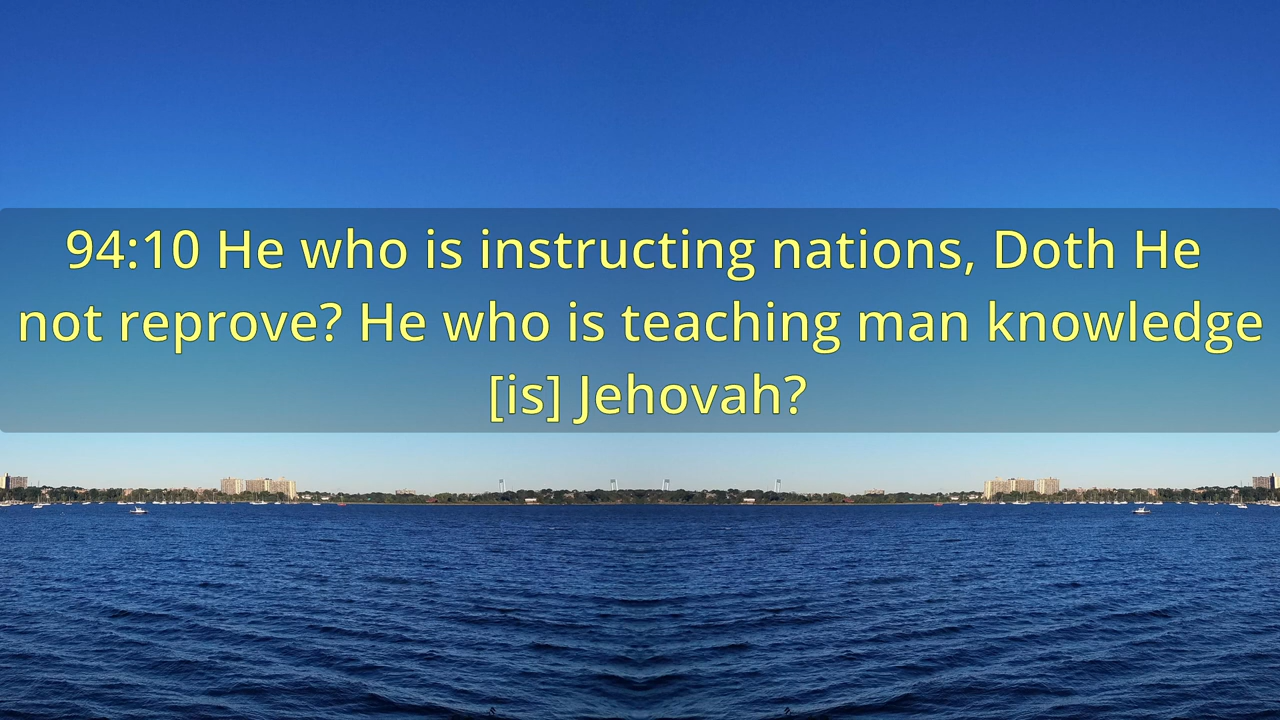 94:10 He who is instructing nations, Doth He
not reprove? He who is teaching man knowledge
[is] Jehovah?